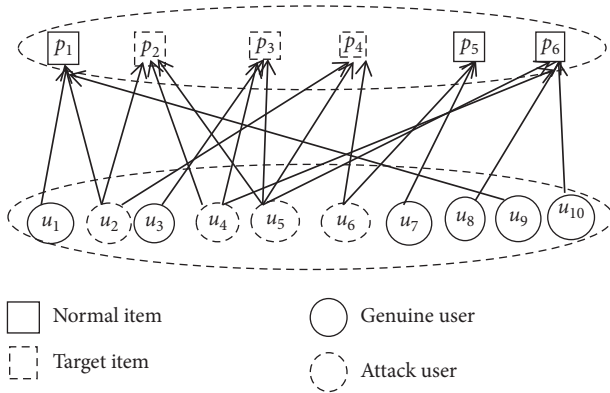 p1 p2 p3 p4 p5 p6
u1 u2 u3 u4 u5 u6 u7 u8 u9 u10
Normal item Genuine user
Target item Attack user